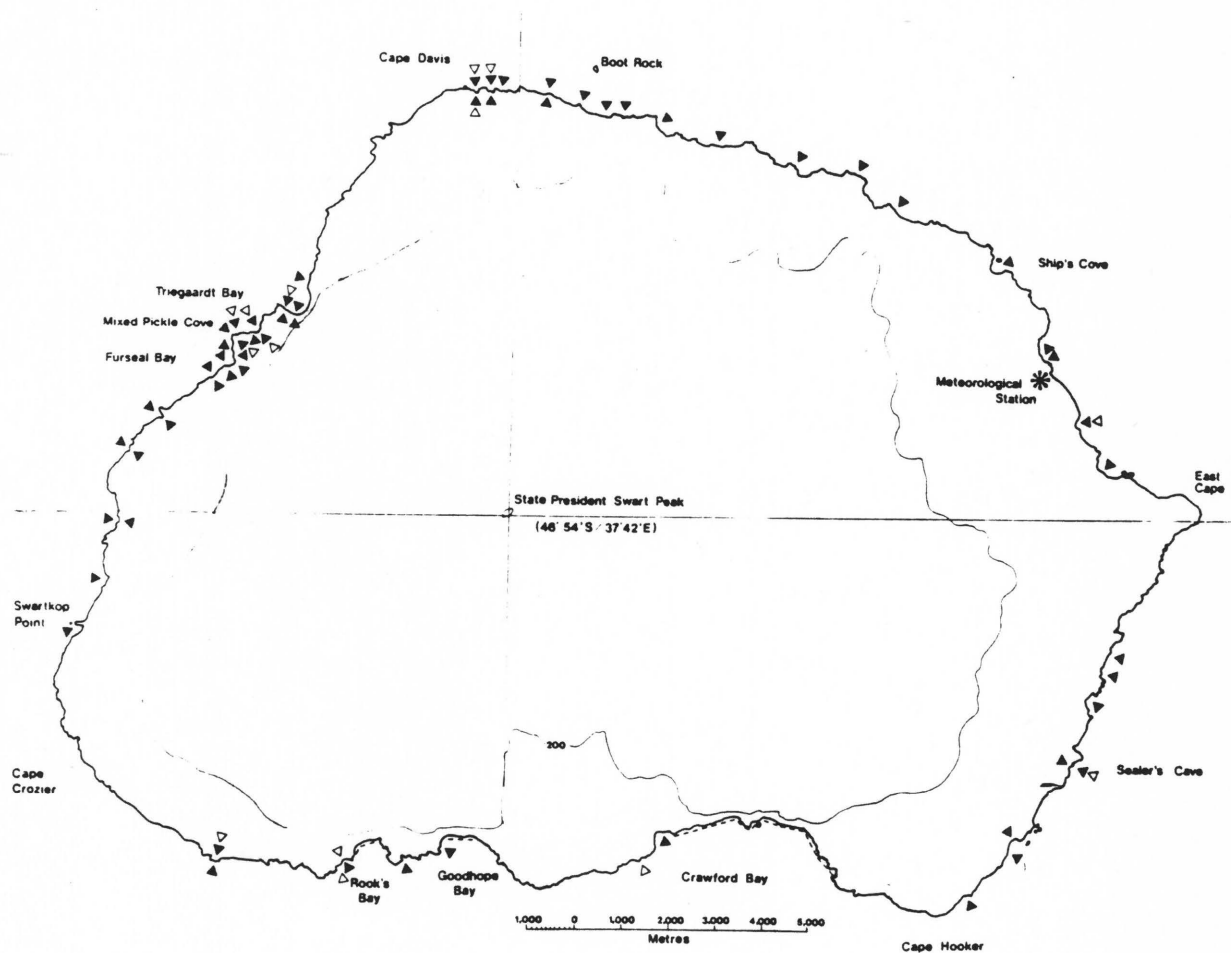 Cape Davis
Boot Rock
Triegaardt Bay
Mixed Pickle Cove
Furseal Bay
Ship's Cove
Meteorological
Station
East
Cape
State President Swart Peak
(46° 54'S / 37°42'E)
Swartkop
Point
200
Cape
Crozier
Sealer's Cave
Rook's
Bay
Goodhope
Bay
Crawford Bay
1.000 0 1.000 2.000 3.000 4.000 5.000
Metres
Cape Hooker